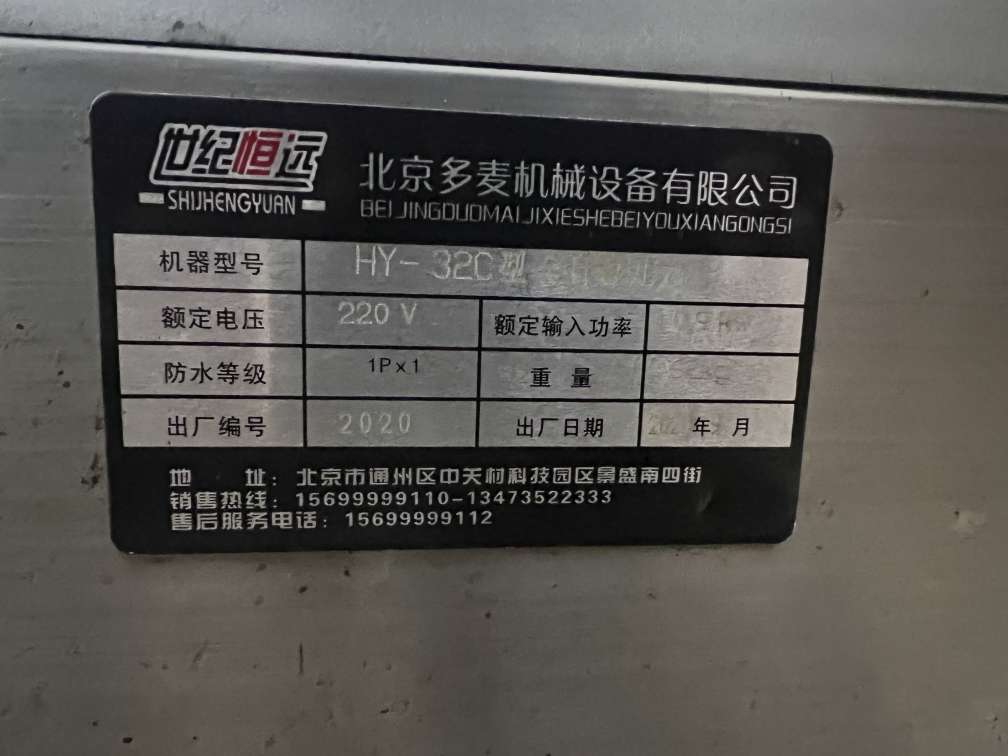 世纪恒远
SHIJHENGYUAN
北京多麦机械设备有限公司
BEIJINGDUOMAIJIXIESHEBEIYOUXIANGONGSI
机器型号 HY-32C型
额定电压 220 V 额定输入功率
防水等级 1P×1 重 量
出厂编号 2020 出厂日期 年 月
地 址: 北京市通州区中关村科技园区景盛南四街
销售热线: 15699999110-13473522333
售后服务电话: 15699999112